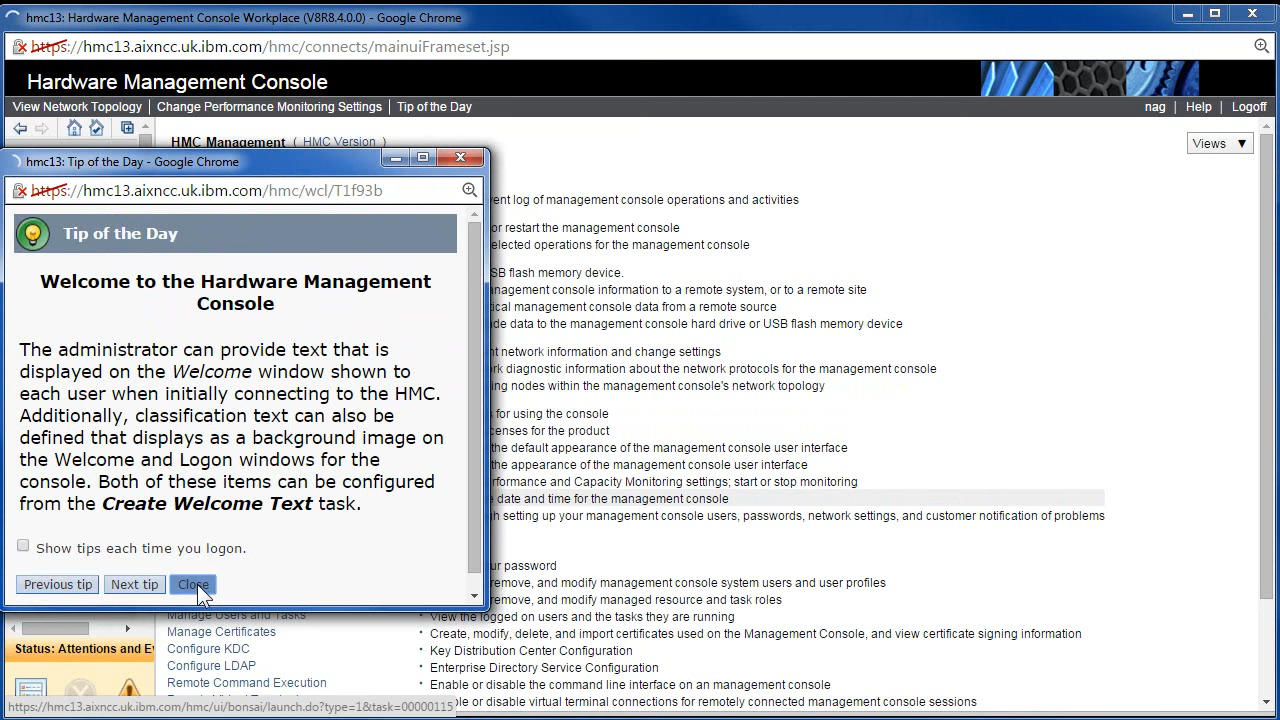 hmc13: Hardware Management Console Workplace (V8R8.4.0.0) - Google Chrome
https://hmc13.aixncc.uk.ibm.com/hmc/connects/mainuiFrameset.jsp
Hardware Management Console
View Network Topology | Change Performance Monitoring Settings | Tip of the Day
nag | Help | Logoff
HMC Management ( HMC Version )
Views ▼
hmc13: Tip of the Day - Google Chrome
https://hmc13.aixncc.uk.ibm.com/hmc/wcl/T1f93b
Tip of the Day
Welcome to the Hardware Management
Console
The administrator can provide text that is
displayed on the Welcome window shown to
each user when initially connecting to the HMC.
Additionally, classification text can also be
defined that displays as a background image on
the Welcome and Logon windows for the
console. Both of these items can be configured
from the Create Welcome Text task.
Show tips each time you logon.
Previous tip
Next tip
Close
log of management console operations and activities
or restart the management console
elected operations for the management console
SB flash memory device.
nagement console information to a remote system, or to a remote site
tical management console data from a remote source
de data to the management console hard drive or USB flash memory device
nt network information and change settings
rk diagnostic information about the network protocols for the management console
ing nodes within the management console's network topology
s for using the console
censes for the product
the default appearance of the management console user interface
the appearance of the management console user interface
rformance and Capacity Monitoring settings; start or stop monitoring
date and time for the management console
gh setting up your management console users, passwords, network settings, and customer notification of problems
ur password
remove, and modify management console system users and user profiles
remove, and modify managed resource and task roles
Manage Users and Tasks
• View the logged on users and the tasks they are running
Manage Certificates
• Create, modify, delete, and import certificates used on the Management Console, and view certificate signing information
Configure KDC
• Key Distribution Center Configuration
Configure LDAP
• Enterprise Directory Service Configuration
Remote Command Execution
• Enable or disable the command line interface on an management console
le or disable virtual terminal connections for remotely connected management console sessions
Status: Attentions and Ev
https://hmc13.aixncc.uk.ibm.com/hmc/ui/bonsai/launch.do?type=1&task=00000115